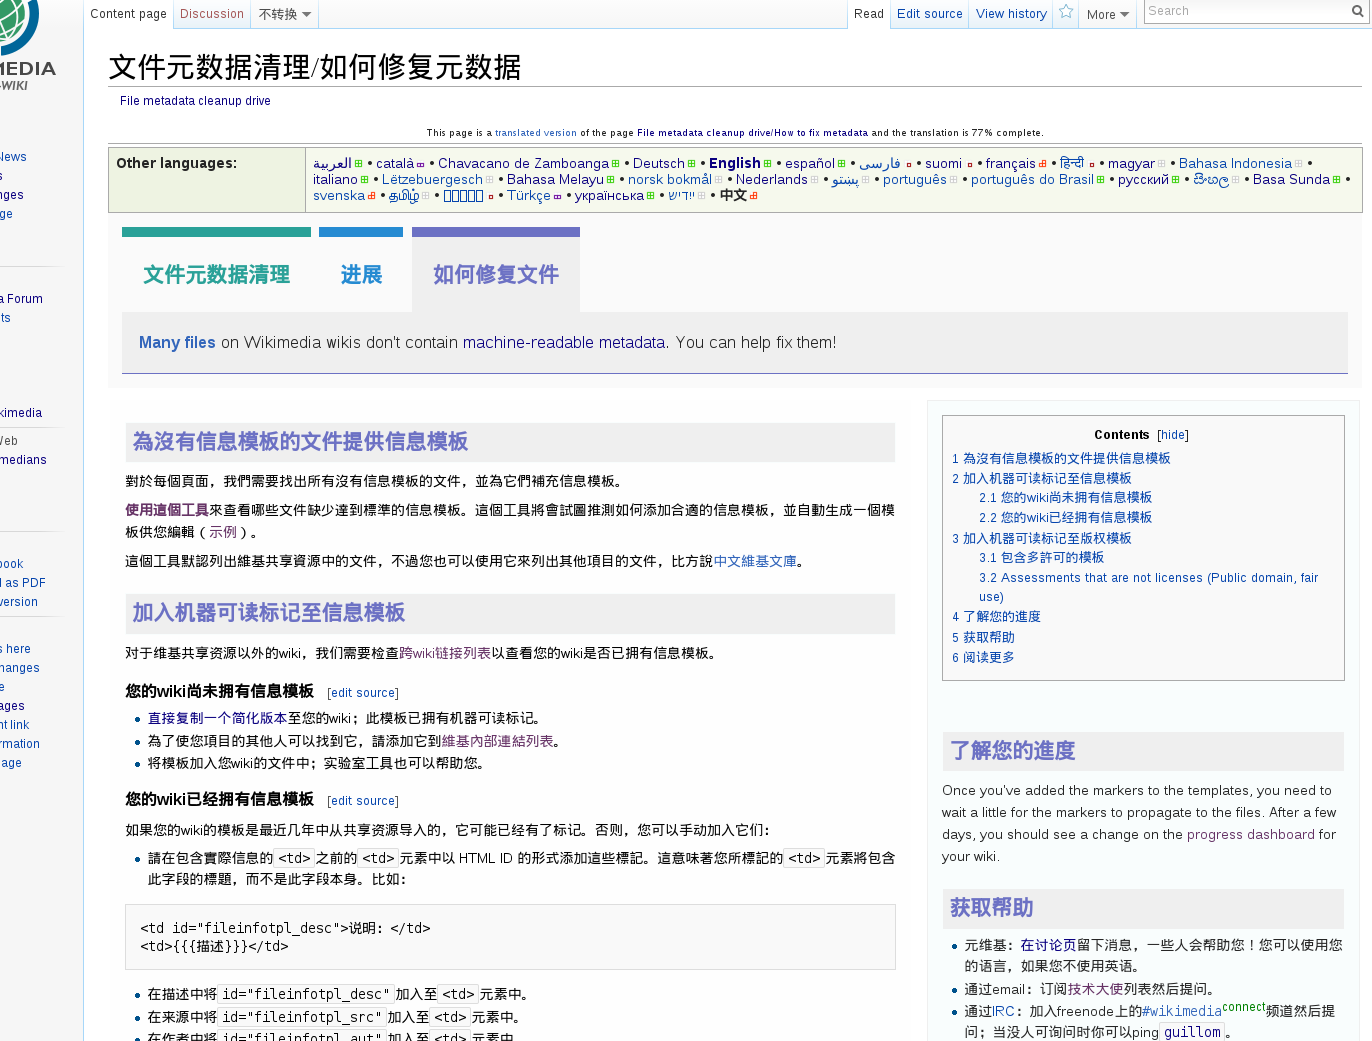 Content page Discussion 不转换 Read Edit source View history More Search
MEDIA
-WIKI
文件元数据清理/如何修复元数据
File metadata cleanup drive
This page is a translated version of the page File metadata cleanup drive/How to fix metadata and the translation is 77% complete.
Other languages:
العربية • català • Chavacano de Zamboanga • Deutsch • English • español • فارسی • suomi • français • हिन्दी • magyar • Bahasa Indonesia •
italiano • Lëtzebuergesch • Bahasa Melayu • norsk bokmål • Nederlands • پښتو • português • português do Brasil • русский • සිංහල • Basa Sunda •
svenska • தமிழ் • • Türkçe • українська • ייִדיש • 中文
文件元数据清理 进展 如何修复文件
Many files on Wikimedia wikis don't contain machine-readable metadata. You can help fix them!
為沒有信息模板的文件提供信息模板
對於每個頁面，我們需要找出所有沒有信息模板的文件，並為它們補充信息模板。
使用這個工具來查看哪些文件缺少達到標準的信息模板。這個工具將會試圖推測如何添加合適的信息模板，並自動生成一個模
板供您編輯（示例）。
這個工具默認列出維基共享資源中的文件，不過您也可以使用它來列出其他項目的文件，比方說中文維基文庫。
加入机器可读标记至信息模板
对于维基共享资源以外的wiki，我们需要检查跨wiki链接列表以查看您的wiki是否已拥有信息模板。
您的wiki尚未拥有信息模板 [edit source]
直接复制一个简化版本至您的wiki；此模板已拥有机器可读标记。
為了使您項目的其他人可以找到它，請添加它到維基內部連結列表。
将模板加入您wiki的文件中；实验室工具也可以帮助您。
您的wiki已经拥有信息模板 [edit source]
如果您的wiki的模板是最近几年中从共享资源导入的，它可能已经有了标记。否则，您可以手动加入它们：
請在包含實際信息的 <td> 之前的 <td> 元素中以 HTML ID 的形式添加這些標記。這意味著您所標記的 <td> 元素將包含
此字段的標題，而不是此字段本身。比如：
<td id="fileinfotpl_desc">说明：</td>
<td>{{{描述}}}</td>
在描述中将 id="fileinfotpl_desc" 加入至 <td> 元素中。
在来源中将 id="fileinfotpl_src" 加入至 <td> 元素中。
在作者中将 id="fileinfotpl_aut" 加入至 <td> 元素中
Contents [hide]
1 為沒有信息模板的文件提供信息模板
2 加入机器可读标记至信息模板
2.1 您的wiki尚未拥有信息模板
2.2 您的wiki已经拥有信息模板
3 加入机器可读标记至版权模板
3.1 包含多許可的模板
3.2 Assessments that are not licenses (Public domain, fair
use)
4 了解您的進度
5 获取帮助
6 阅读更多
了解您的進度
Once you've added the markers to the templates, you need to
wait a little for the markers to propagate to the files. After a few
days, you should see a change on the progress dashboard for
your wiki.
获取帮助
元维基：在讨论页留下消息，一些人会帮助您！您可以使用您
的语言，如果您不使用英语。
通过email：订阅技术大使列表然后提问。
通过IRC：加入freenode上的#wikimedia connect频道然后提
问；当没人可询问时你可以ping guillom 。
News
s
nges
ge
a Forum
ts
kimedia
Web
medians
book
l as PDF
version
s here
hanges
e
ages
nt link
rmation
age